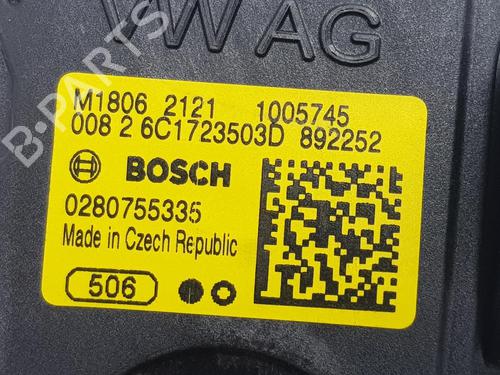 VW AG
M1806 2121 1005745
008 2 6C1723503D 892252
BOSCH
0280755335
Made in Czech Republic
506
B-PARTS